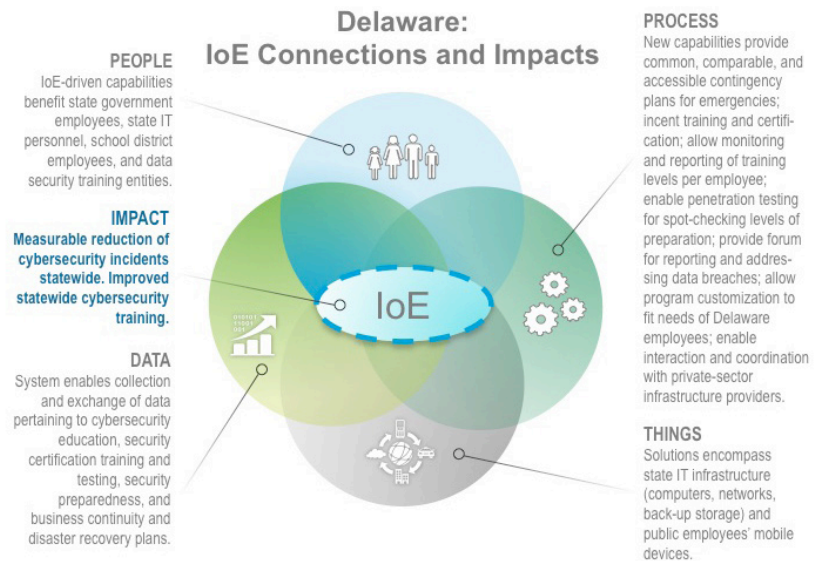 Delaware:
IoE Connections and Impacts
PEOPLE
IoE-driven capabilities
benefit state government
employees, state IT
personnel, school district
employees, and data
security training entities.
IMPACT
Measurable reduction of
cybersecurity incidents
statewide. Improved
statewide cybersecurity
training.
DATA
System enables collection
and exchange of data
pertaining to cybersecurity
education, security
certification training and
testing, security
preparedness, and
business continuity and
disaster recovery plans.
IoE
010101
01001
001
PROCESS
New capabilities provide
common, comparable, and
accessible contingency
plans for emergencies;
incent training and certifi-
cation; allow monitoring
and reporting of training
levels per employee;
enable penetration testing
for spot-checking levels of
preparation; provide forum
for reporting and addres-
sing data breaches; allow
program customization to
fit needs of Delaware
employees; enable
interaction and coordination
with private-sector
infrastructure providers.
THINGS
Solutions encompass
state IT infrastructure
(computers, networks,
back-up storage) and
public employees' mobile
devices.